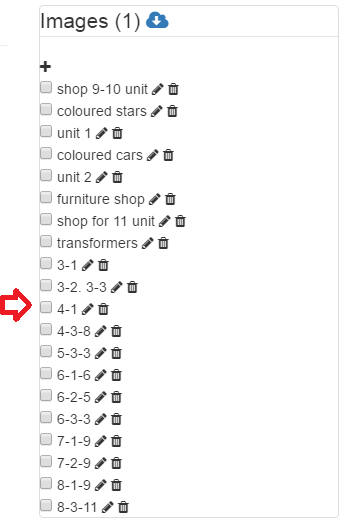 Images (1)
shop 9-10 unit
coloured stars
unit 1
coloured cars
unit 2
furniture shop
shop for 11 unit
transformers
3-1
3-2. 3-3
4-1
4-3-8
5-3-3
6-1-6
6-2-5
6-3-3
7-1-9
7-2-9
8-1-9
8-3-11